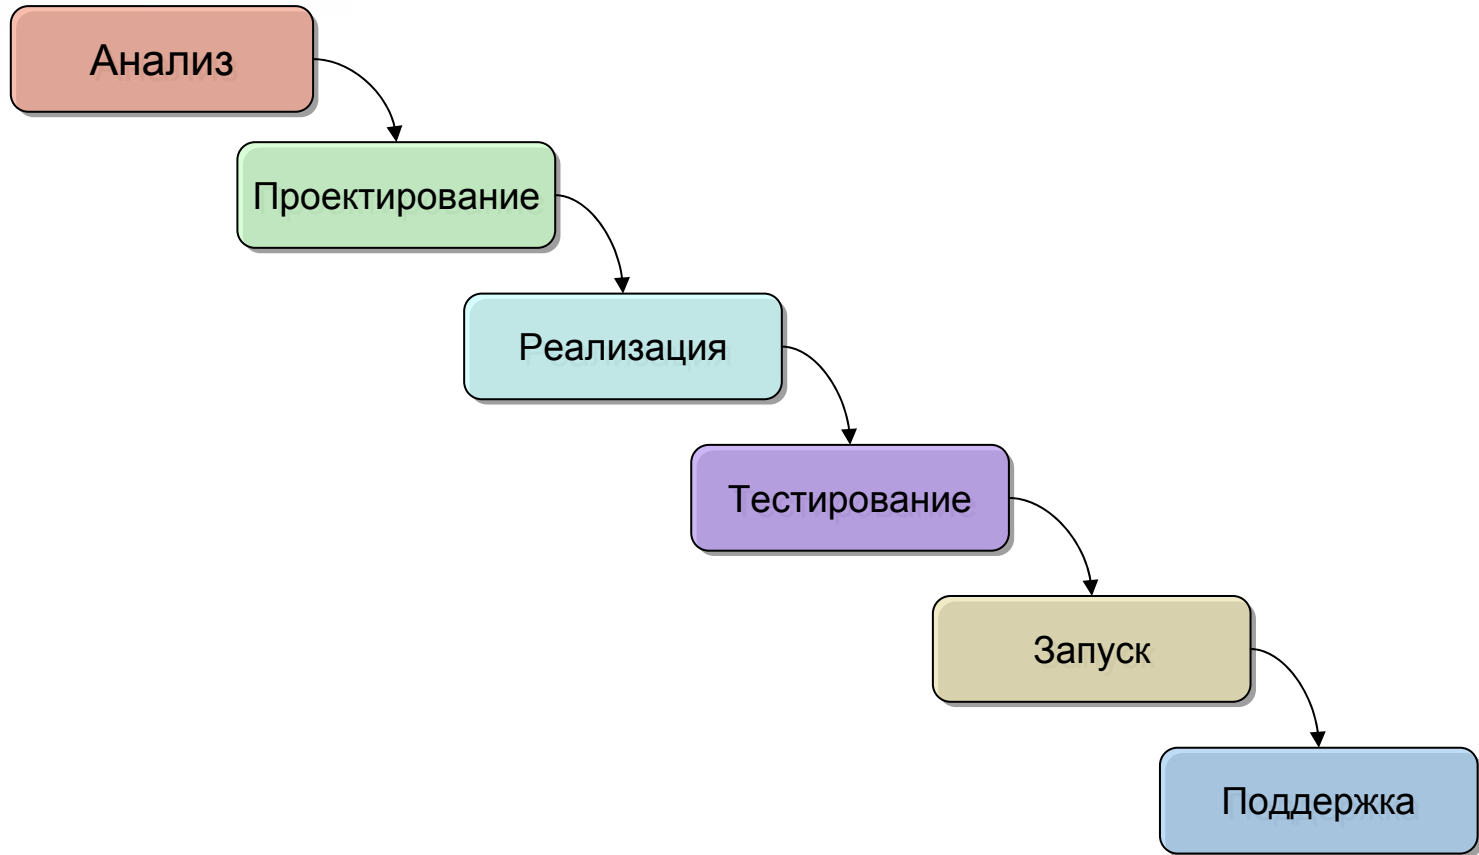 Анализ
Проектирование
Реализация
Тестирование
Запуск
Поддержка